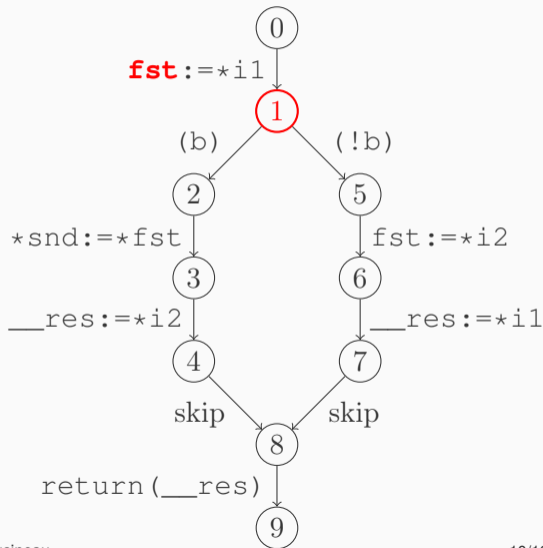 0
fst:=*i1
1
(b) (!b)
2 5
*snd:=*fst fst:=*i2
3 6
__res:=*i2 __res:=*i1
4 7
skip skip
8
return(__res)
9